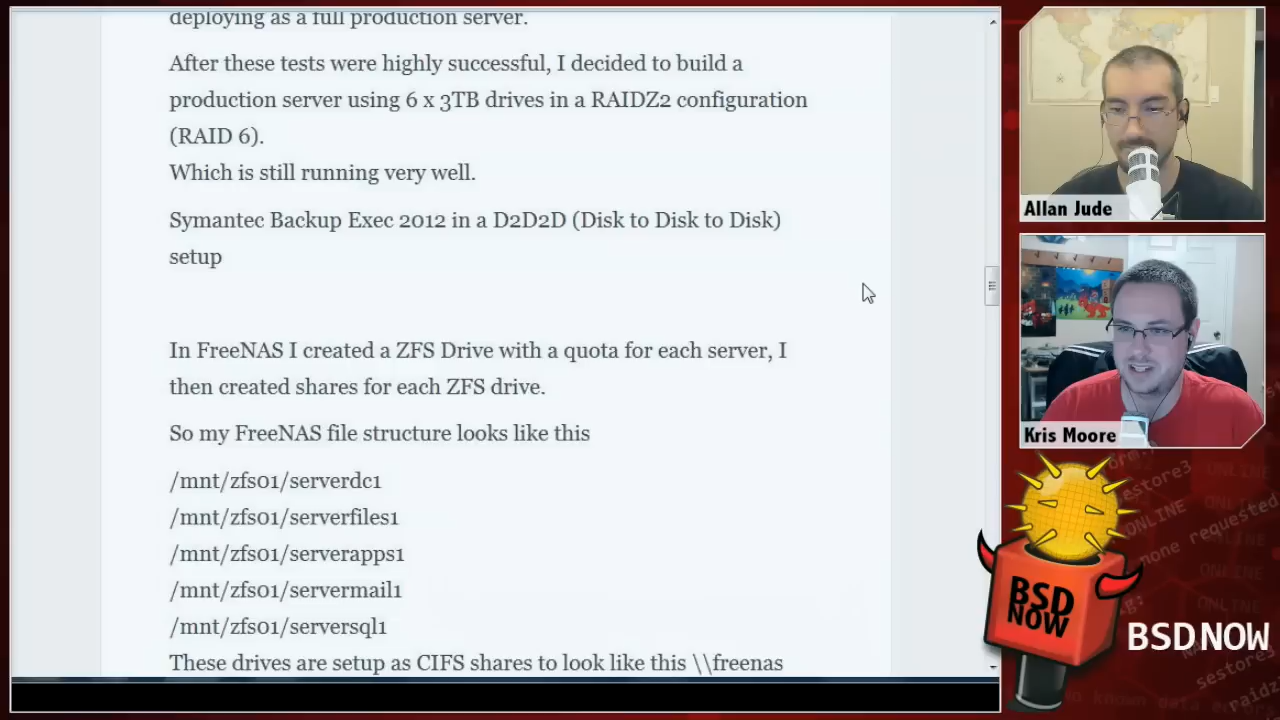 deploying as a full production server.
After these tests were highly successful, I decided to build a
production server using 6 x 3TB drives in a RAIDZ2 configuration
(RAID 6).
Which is still running very well.
Symantec Backup Exec 2012 in a D2D2D (Disk to Disk to Disk)
setup
In FreeNAS I created a ZFS Drive with a quota for each server, I
then created shares for each ZFS drive.
So my FreeNAS file structure looks like this
/mnt/zfs01/serverdc1
/mnt/zfs01/serverfiles1
/mnt/zfs01/serverapps1
/mnt/zfs01/servermail1
/mnt/zfs01/serversql1
These drives are setup as CIFS shares to look like this \\freenas
Allan Jude
Kris Moore
BSD
NOW
BSDNOW
ONLINE
ONLINE
none requested
ONLINE